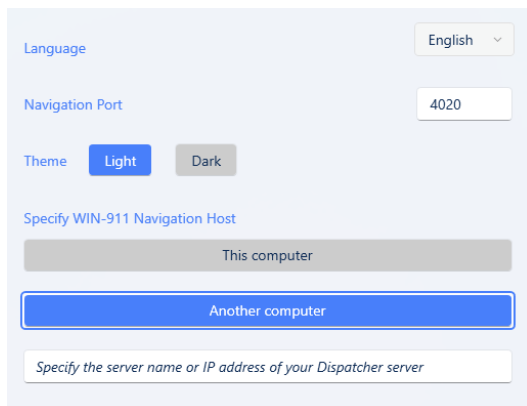 Language
English
Navigation Port
4020
Theme
Light
Dark
Specify WIN-911 Navigation Host
This computer
Another computer
Specify the server name or IP address of your Dispatcher server